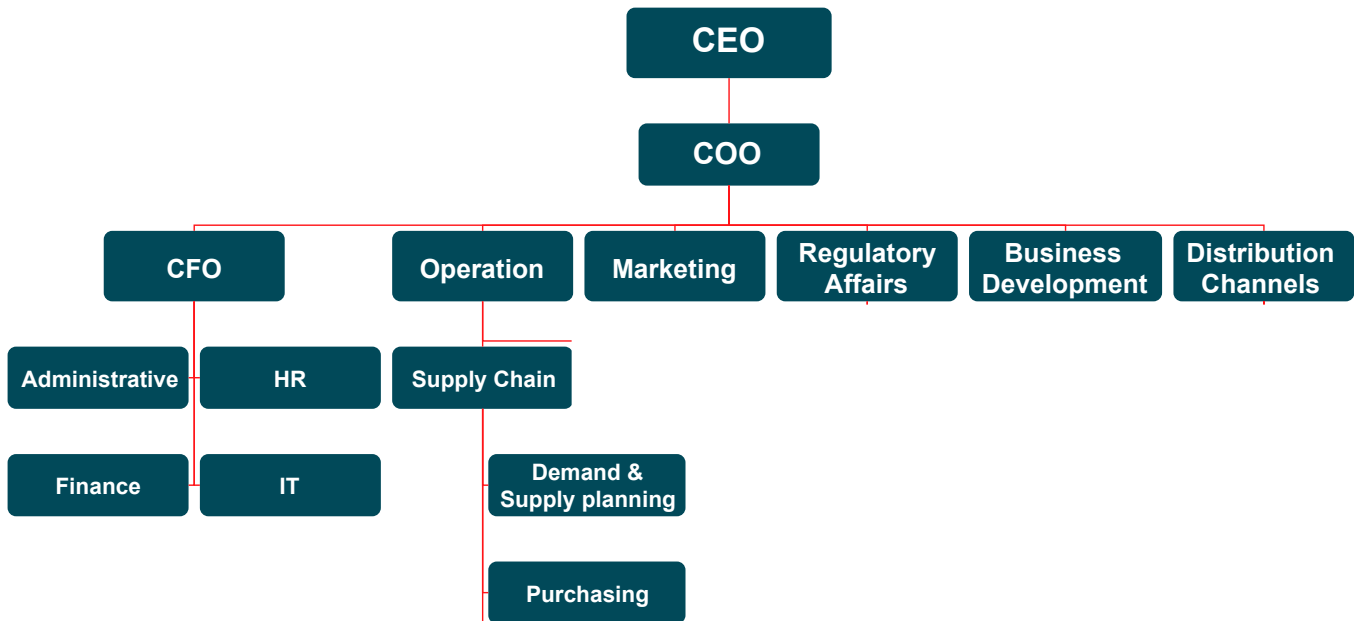 CEO
COO
CFO
Operation
Marketing
Regulatory
Affairs
Business
Development
Distribution
Channels
Administrative
HR
Supply Chain
Finance
IT
Demand &
Supply planning
Purchasing